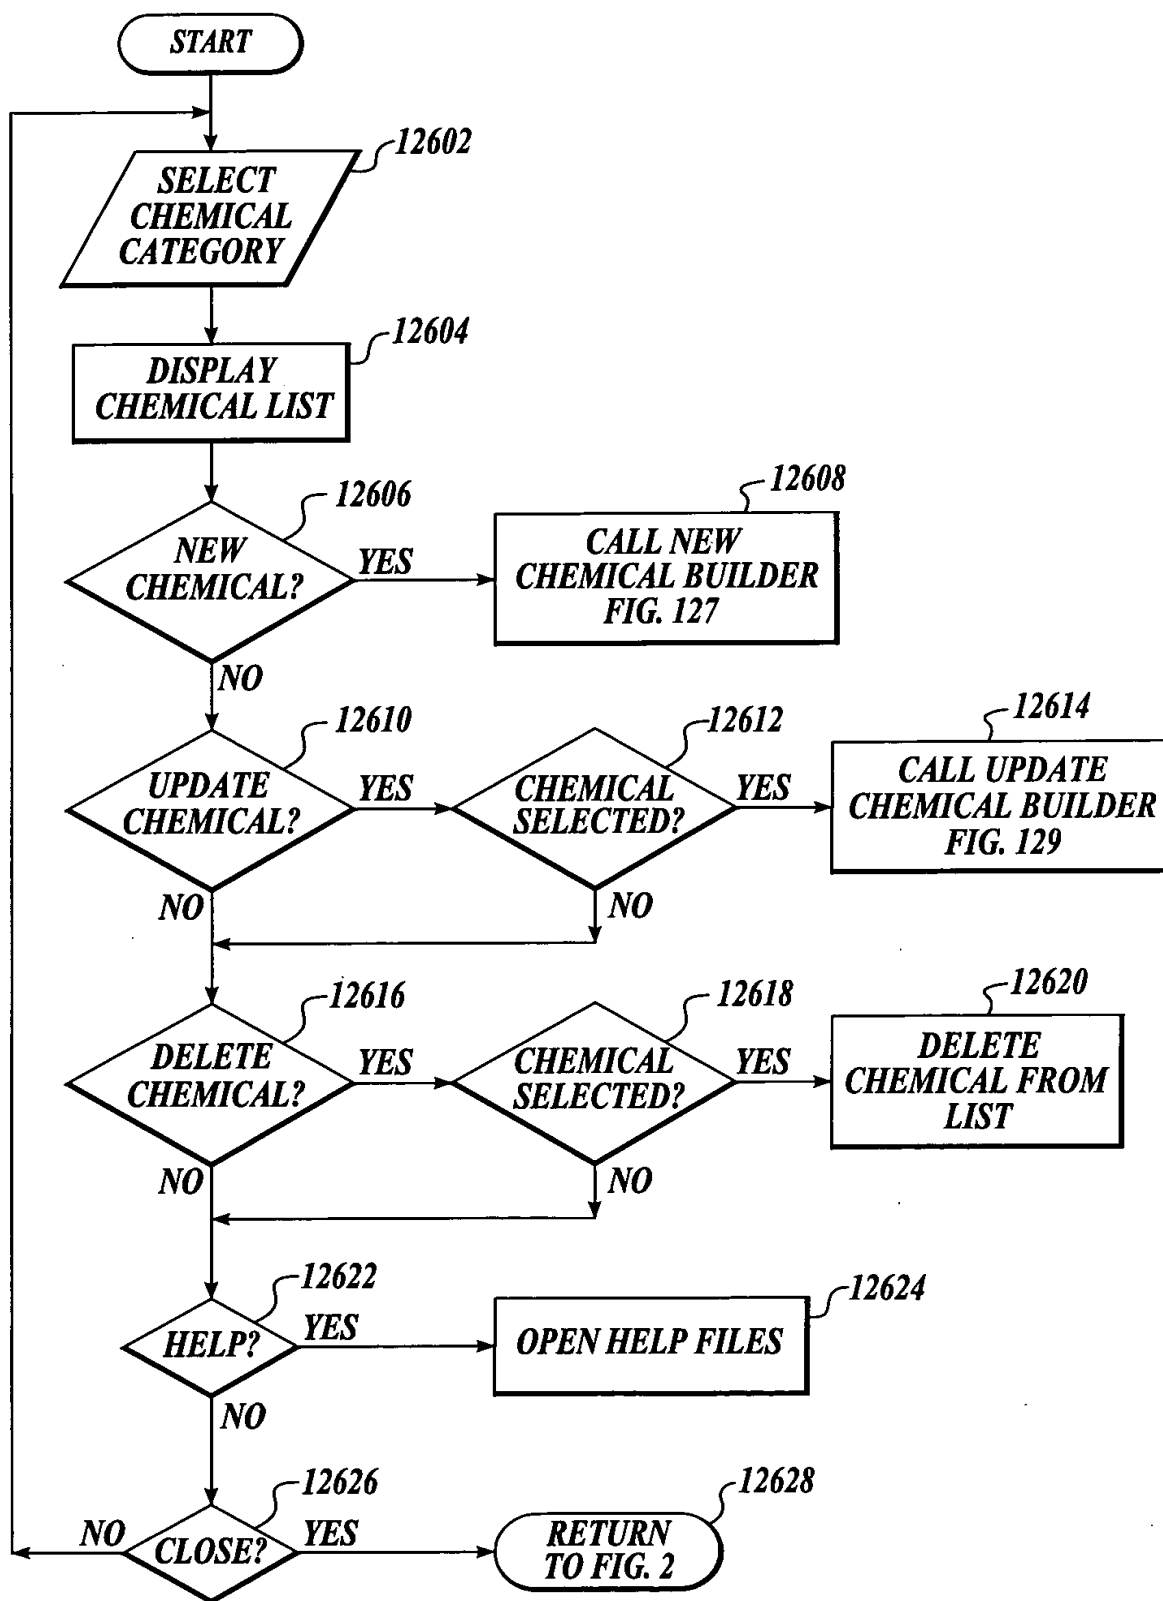 START
12602
SELECT
CHEMICAL
CATEGORY
12604
DISPLAY
CHEMICAL LIST
12606
NEW
CHEMICAL?
YES
NO
12608
CALL NEW
CHEMICAL BUILDER
FIG. 127
12610
UPDATE
CHEMICAL?
YES
NO
12612
CHEMICAL
SELECTED?
YES
NO
12614
CALL UPDATE
CHEMICAL BUILDER
FIG. 129
12616
DELETE
CHEMICAL?
YES
NO
12618
CHEMICAL
SELECTED?
YES
NO
12620
DELETE
CHEMICAL FROM
LIST
12622
HELP?
YES
NO
12624
OPEN HELP FILES
12626
NO
CLOSE?
YES
12628
RETURN
TO FIG. 2